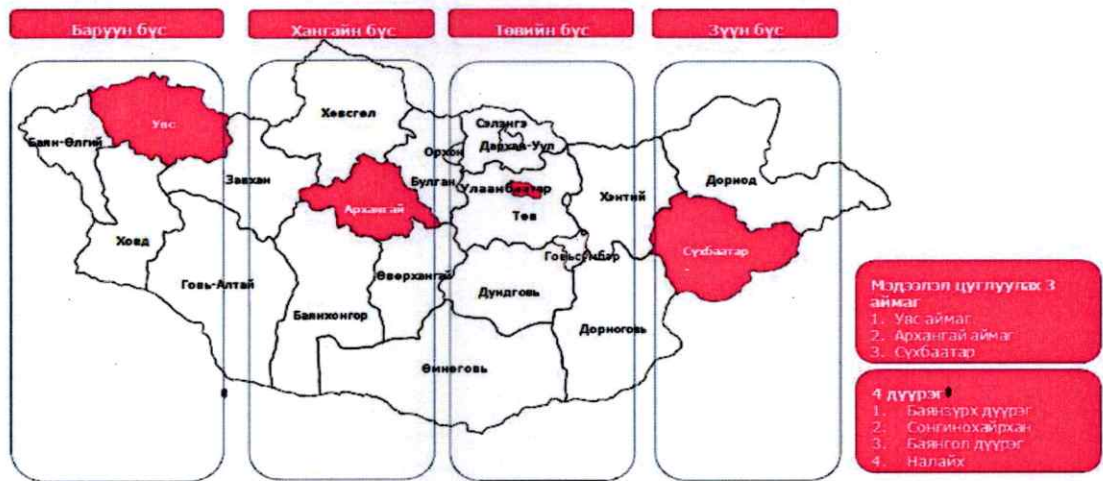 Баруун бүс
Хангайн бүс
Төвийн бүс
Зүүн бүс
Увс
Баян-Өлгий
Ховд
Завхан
Говь-Алтай
Хөвсгөл
Архангай
Баянхонгор
Өвөрхангай
Өмнөговь
Орхон
Булган
Сэлэнгэ
Дархан-Уул
Улаанбаатар
Төв
Говьсүмбэр
Дундговь
Дорноговь
Хэнтий
Дориод
Сүхбаатар
Мэдээлэл цуглуулах 3
аймаг
1. Увс аймаг
2. Архангай аймаг
3. Сүхбаатар
4 дүүрэг
1. Баянзүрх дүүрэг
2. Сонгинохайрхан
3. Баянгол дүүрэг
4. Налайх